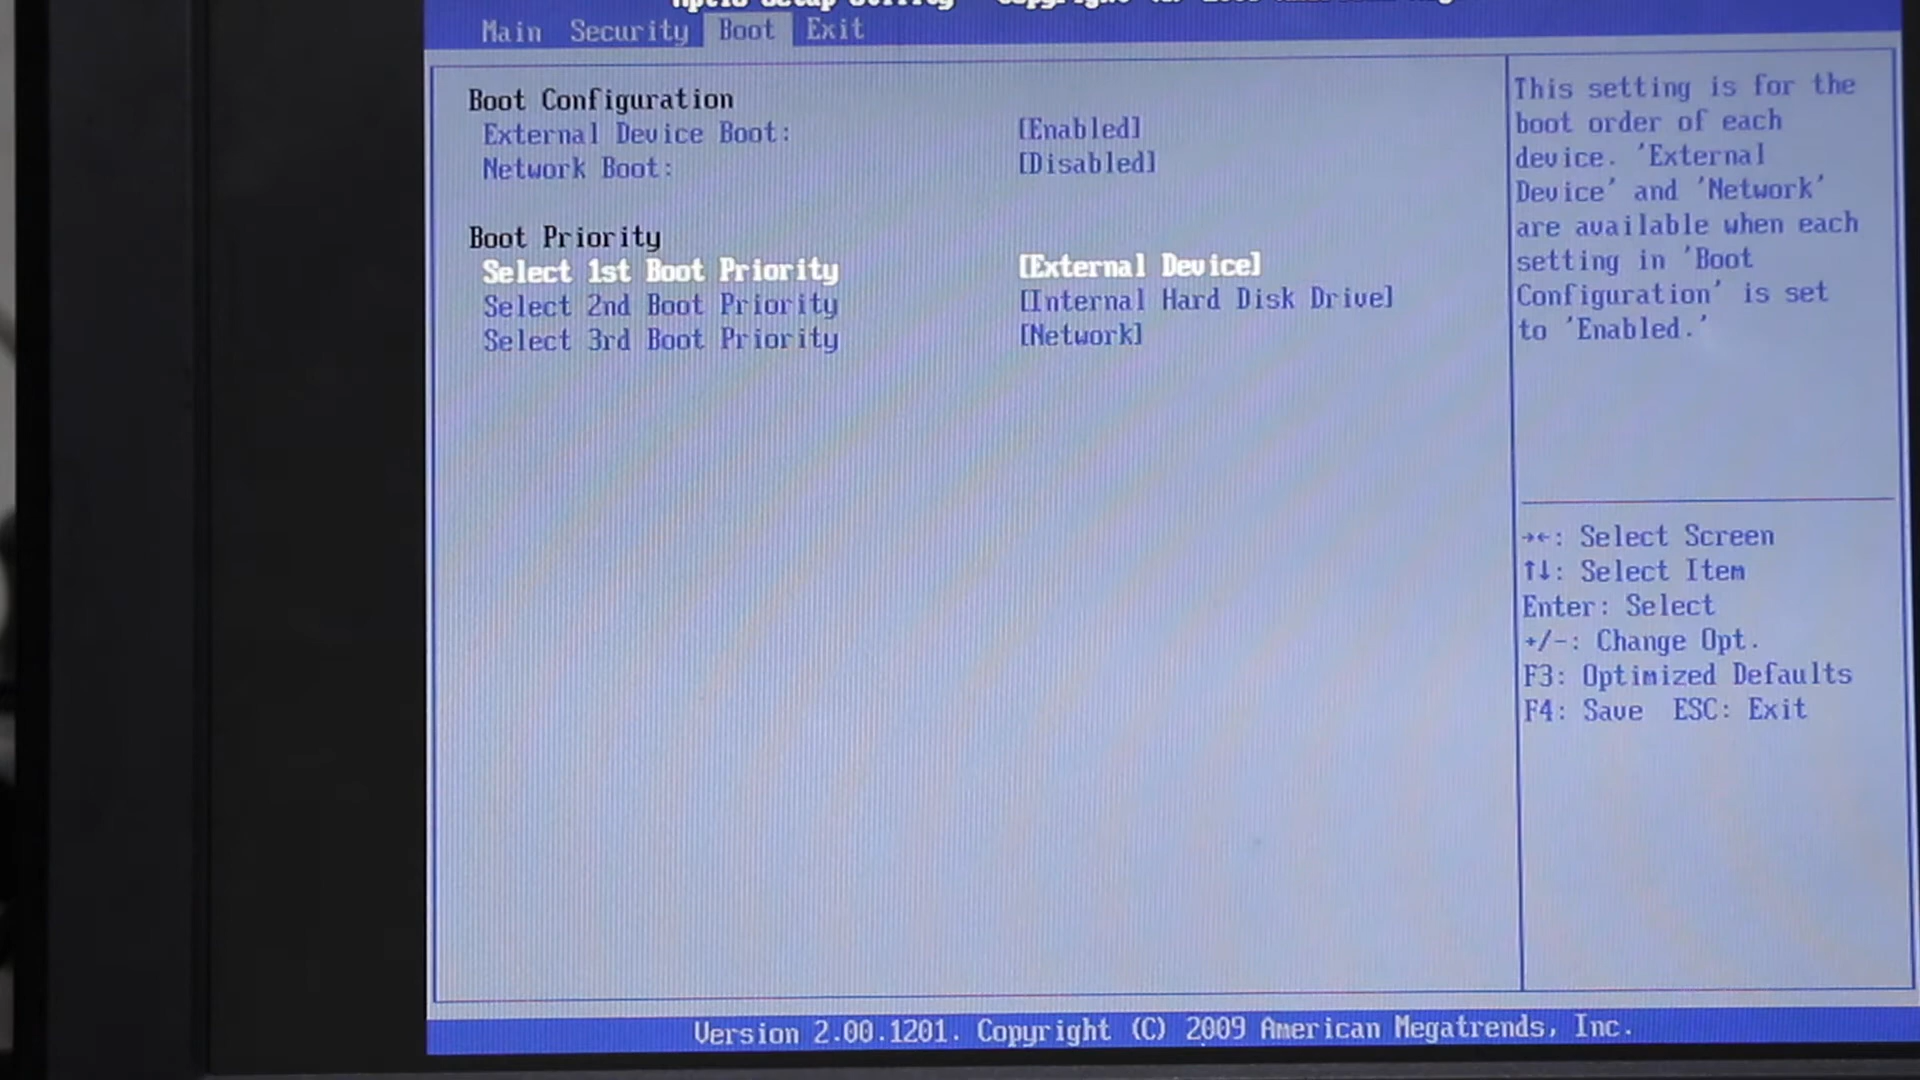 Main Security Boot Exit
Boot Configuration
External Device Boot: [Enabled]
Network Boot: [Disabled]
Boot Priority
Select 1st Boot Priority [External Device]
Select 2nd Boot Priority [Internal Hard Disk Drive]
Select 3rd Boot Priority [Network]
This setting is for the
boot order of each
device. 'External
Device' and 'Network'
are available when each
setting in 'Boot
Configuration' is set
to 'Enabled.'
→←: Select Screen
↑↓: Select Item
Enter: Select
+/-: Change Opt.
F3: Optimized Defaults
F4: Save ESC: Exit
Version 2.00.1201. Copyright (C) 2009 American Megatrends, Inc.